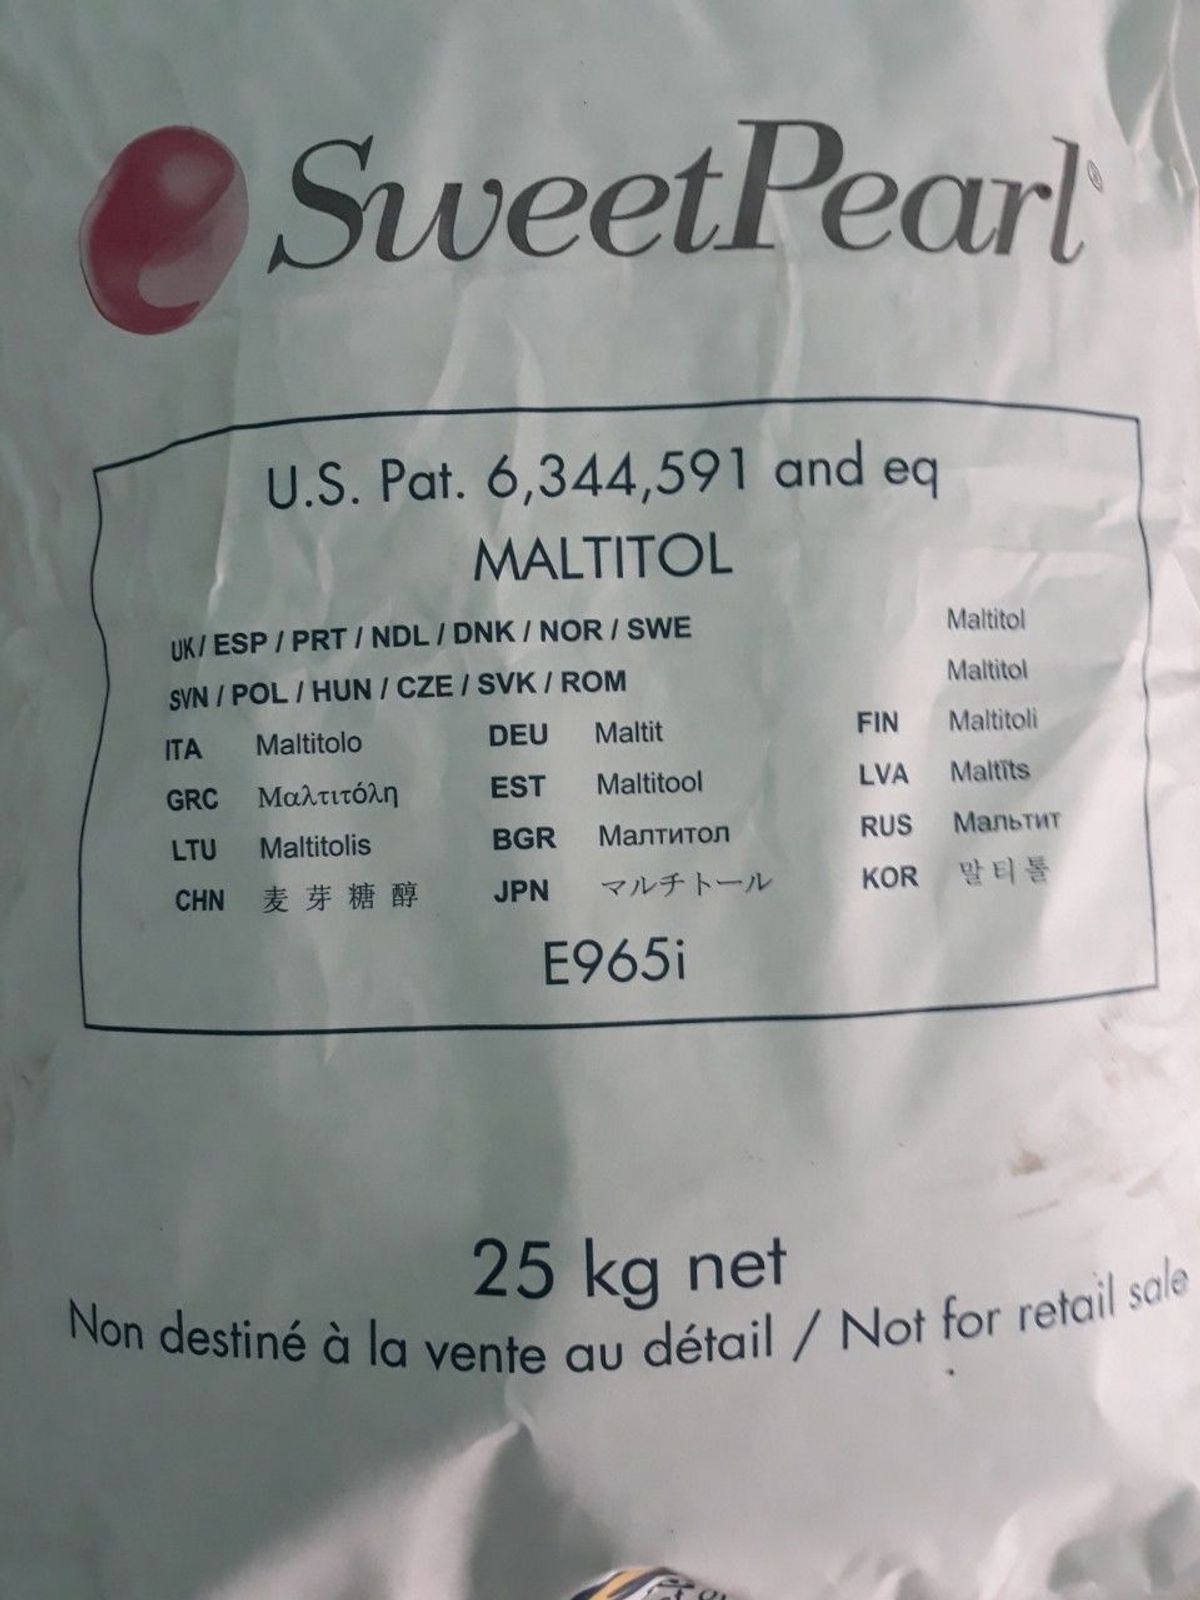 SweetPearl®
U.S. Pat. 6,344,591 and eq
MALTITOL
UK / ESP / PRT / NDL / DNK / NOR / SWE Maltitol
SVN / POL / HUN / CZE / SVK / ROM Maltitol
ITA Maltitolo DEU Maltit FIN Maltitoli
GRC Μαλτιτόλη EST Maltitool LVA Maltīts
LTU Maltitolis BGR Малтитол RUS Мальтит
CHN 麦芽糖醇 JPN マルチトール KOR 말티톨
E965i
25 kg net
Non destiné à la vente au détail / Not for retail sale